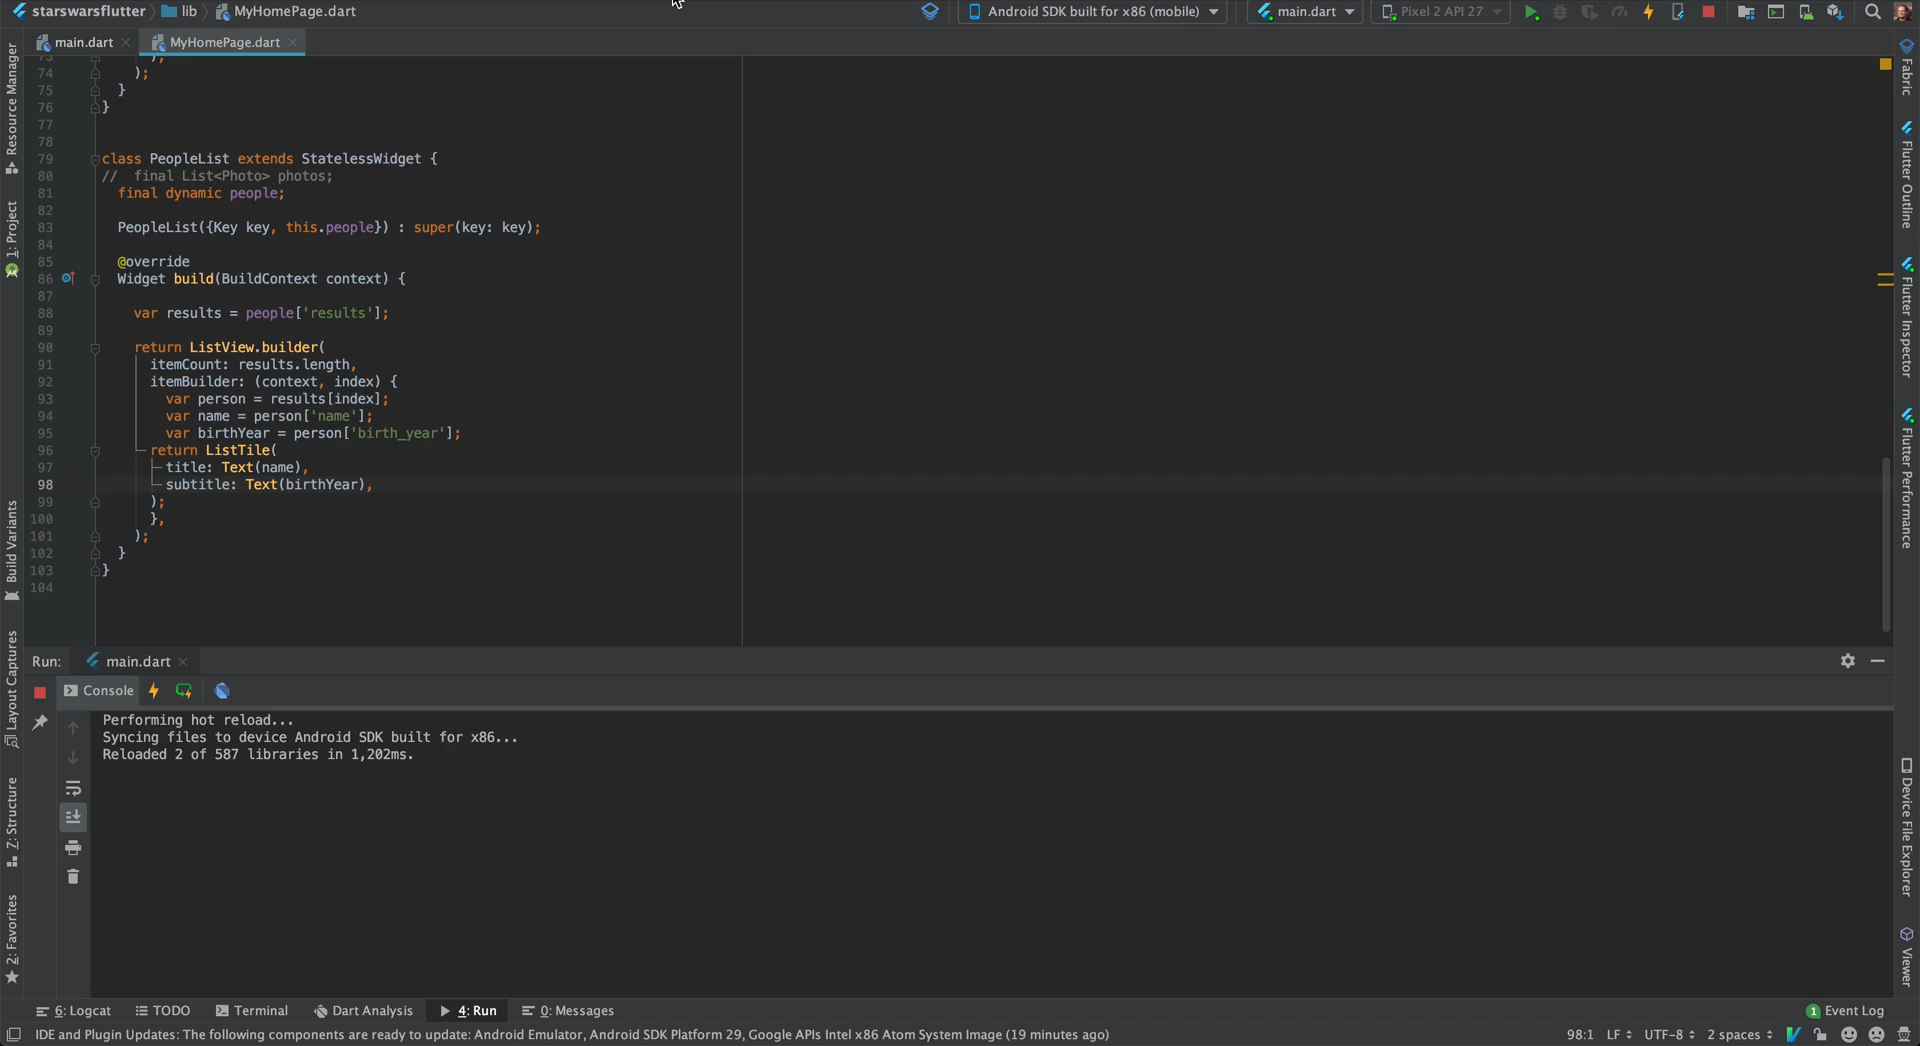 starswarsflutter lib MyHomePage.dart Android SDK built for x86 (mobile) main.dart Pixel 2 API 27
main.dart MyHomePage.dart
73 );
74 );
75 }
76 }
77
78
79 class PeopleList extends StatelessWidget {
80 // final List<Photo> photos;
81 final dynamic people;
82
83 PeopleList({Key key, this.people}) : super(key: key);
84
85 @override
86 Widget build(BuildContext context) {
87
88 var results = people['results'];
89
90 return ListView.builder(
91 itemCount: results.length,
92 itemBuilder: (context, index) {
93 var person = results[index];
94 var name = person['name'];
95 var birthYear = person['birth_year'];
96 return ListTile(
97 title: Text(name),
98 subtitle: Text(birthYear),
99 );
100 },
101 );
102 }
103 }
104
Resource Manager
1: Project
Build Variants
Layout Captures
Z: Structure
2: Favorites
Fabric
Flutter Outline
Flutter Inspector
Flutter Performance
Device File Explorer
Viewer
Run: main.dart
Console
Performing hot reload...
Syncing files to device Android SDK built for x86...
Reloaded 2 of 587 libraries in 1,202ms.
6: Logcat TODO Terminal Dart Analysis 4: Run 0: Messages 1 Event Log
IDE and Plugin Updates: The following components are ready to update: Android Emulator, Android SDK Platform 29, Google APIs Intel x86 Atom System Image (19 minutes ago) 98:1 LF UTF-8 2 spaces